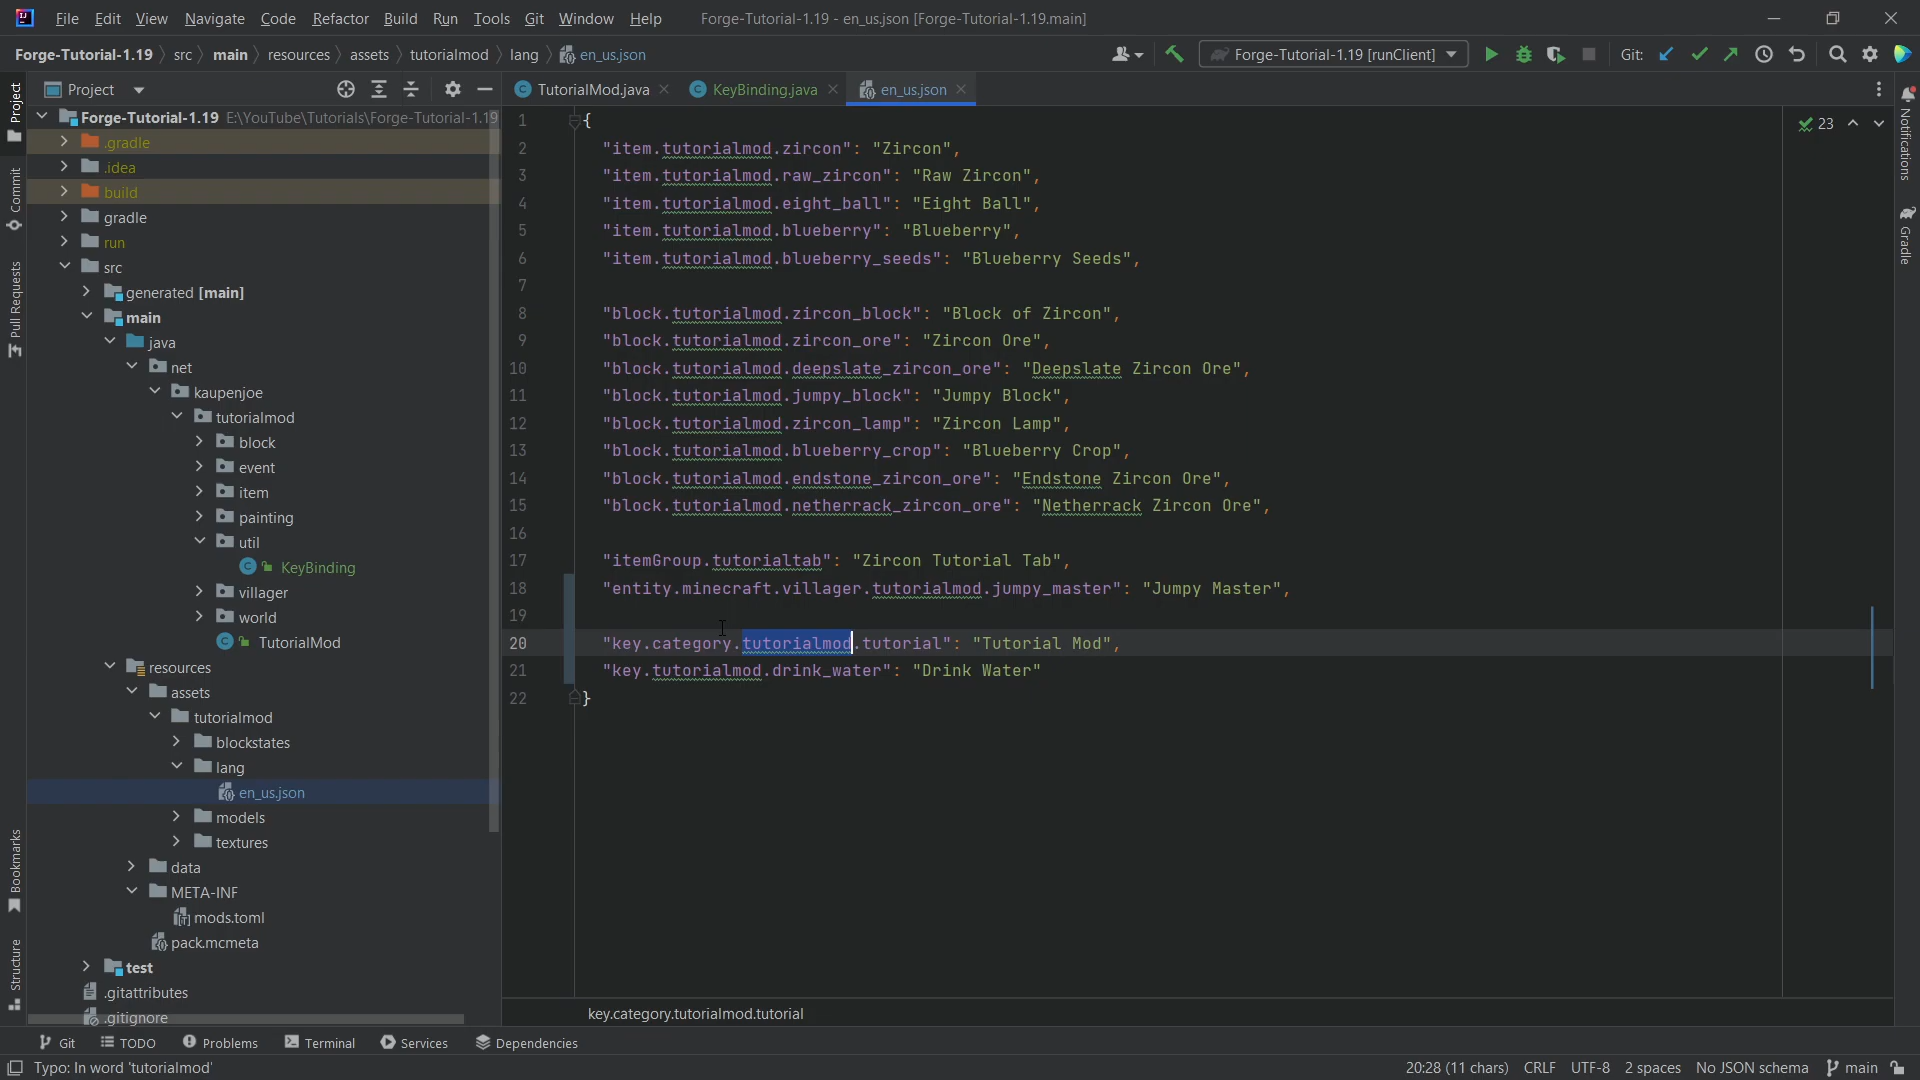 File Edit View Navigate Code Refactor Build Run Tools Git Window Help Forge-Tutorial-1.19 - en_us.json [Forge-Tutorial-1.19.main]
Forge-Tutorial-1.19 src main resources assets tutorialmod lang en_us.json Forge-Tutorial-1.19 [runClient] Git:
Project TutorialMod.java KeyBinding.java en_us.json
Project
Commit
Pull Requests
Bookmarks
Structure
Notifications
Gradle
Forge-Tutorial-1.19 E:\YouTube\Tutorials\Forge-Tutorial-1.19
.gradle
.idea
build
gradle
run
src
generated [main]
main
java
net
kaupenjoe
tutorialmod
block
event
item
painting
util
KeyBinding
villager
world
TutorialMod
resources
assets
tutorialmod
blockstates
lang
en_us.json
models
textures
data
META-INF
mods.toml
pack.mcmeta
test
.gitattributes
.gitignore
23
1 {
2 "item.tutorialmod.zircon": "Zircon",
3 "item.tutorialmod.raw_zircon": "Raw Zircon",
4 "item.tutorialmod.eight_ball": "Eight Ball",
5 "item.tutorialmod.blueberry": "Blueberry",
6 "item.tutorialmod.blueberry_seeds": "Blueberry Seeds",
7
8 "block.tutorialmod.zircon_block": "Block of Zircon",
9 "block.tutorialmod.zircon_ore": "Zircon Ore",
10 "block.tutorialmod.deepslate_zircon_ore": "Deepslate Zircon Ore",
11 "block.tutorialmod.jumpy_block": "Jumpy Block",
12 "block.tutorialmod.zircon_lamp": "Zircon Lamp",
13 "block.tutorialmod.blueberry_crop": "Blueberry Crop",
14 "block.tutorialmod.endstone_zircon_ore": "Endstone Zircon Ore",
15 "block.tutorialmod.netherrack_zircon_ore": "Netherrack Zircon Ore",
16
17 "itemGroup.tutorialtab": "Zircon Tutorial Tab",
18 "entity.minecraft.villager.tutorialmod.jumpy_master": "Jumpy Master",
19
20 "key.category.tutorialmod.tutorial": "Tutorial Mod",
21 "key.tutorialmod.drink_water": "Drink Water"
22 }
key.category.tutorialmod.tutorial
Git TODO Problems Terminal Services Dependencies
Typo: In word 'tutorialmod' 20:28 (11 chars) CRLF UTF-8 2 spaces No JSON schema main